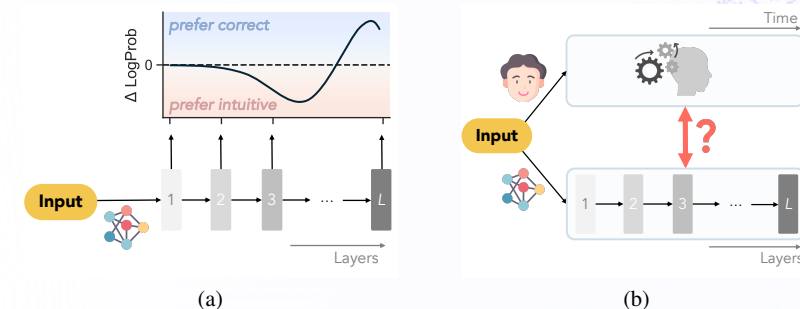 prefer correct
0
Δ LogProb
prefer intuitive
Input
1
2
3
...
L
Layers
(a)
Time
Input
?
1
2
3
...
L
Layers
(b)